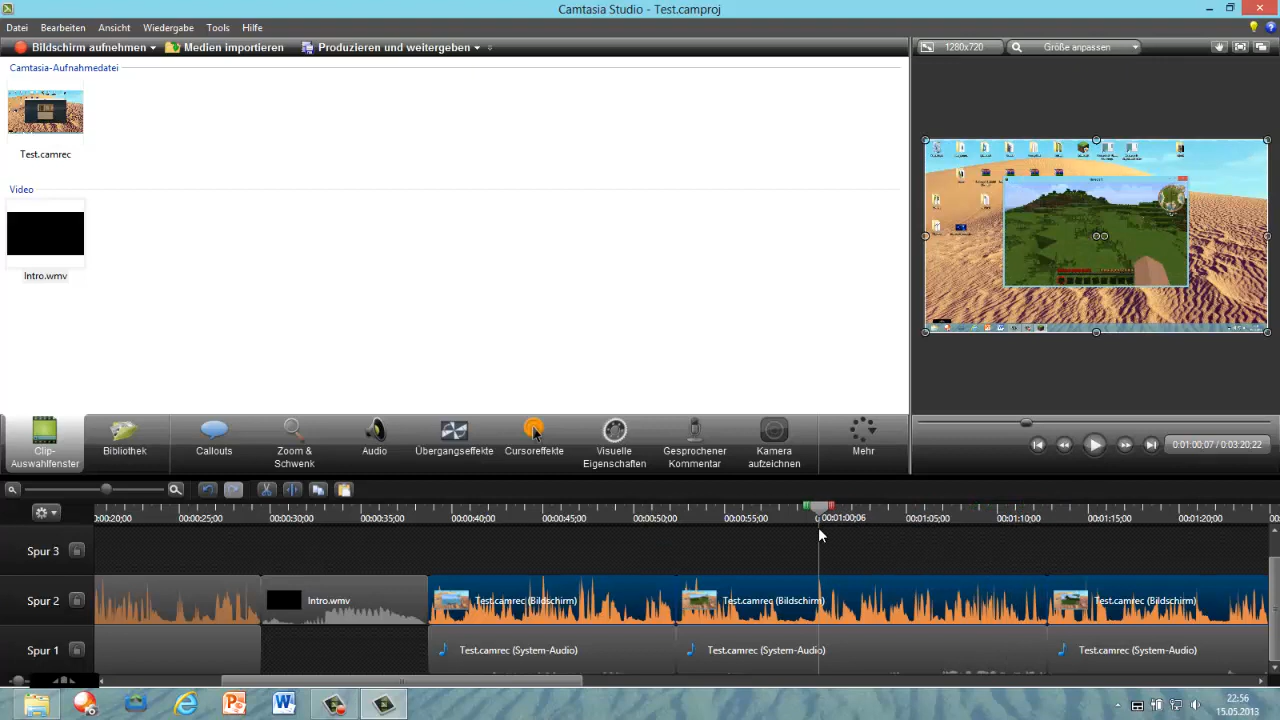 Camtasia Studio - Test.camproj
Datei Bearbeiten Ansicht Wiedergabe Tools Hilfe
Bildschirm aufnehmen Medien importieren Produzieren und weitergeben
1280x720 Größe anpassen
Camtasia-Aufnahmedatei
Test.camrec
Video
Intro.wmv
Clip-Auswahlfenster
Bibliothek
Callouts
Zoom & Schwenk
Audio
Übergangseffekte
Cursoreffekte
Visuelle Eigenschaften
Gesprochener Kommentar
Kamera aufzeichnen
Mehr
0:01:00;07 / 0:03:20;22
0:00:20;00 00:00:25;00 00:00:30;00 00:00:35;00 00:00:40;00 00:00:45;00 00:00:50;00 00:00:55;00 00:01:00;06 00:01:05;00 00:01:10;00 00:01:15;00 00:01:20;00
Spur 3
Spur 2 Intro.wmv Test.camrec (Bildschirm) Test.camrec (Bildschirm) Test.camrec (Bildschirm)
Spur 1 Test.camrec (System-Audio) Test.camrec (System-Audio) Test.camrec (System-Audio)
22:56
15.05.2013